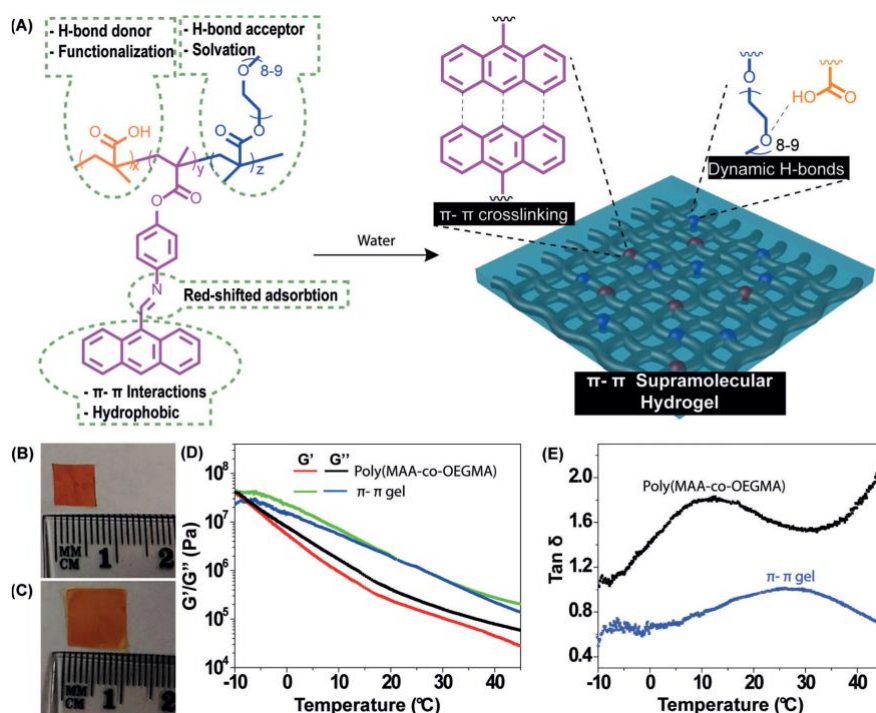 (A)
- H-bond donor
- Functionalization
- H-bond acceptor
- Solvation
8-9
O
O
OH
O
O
x
y
z
O
O
N
Red-shifted adsorbtion
- π- π Interactions
- Hydrophobic
Water
π- π crosslinking
O
O
8-9
HO
O
Dynamic H-bonds
π- π Supramolecular
Hydrogel
(B)
MM
CM
1
2
(C)
MM
CM
1
2
(D)
G' G''
Poly(MAA-co-OEGMA)
π- π gel
G'/G'' (Pa)
10⁸
10⁷
10⁶
10⁵
10⁴
-10 0 10 20 30 40
Temperature (℃)
(E)
Poly(MAA-co-OEGMA)
π-π gel
Tan δ
2.0
1.6
1.2
0.8
0.4
-10 0 10 20 30 40
Temperature (℃)